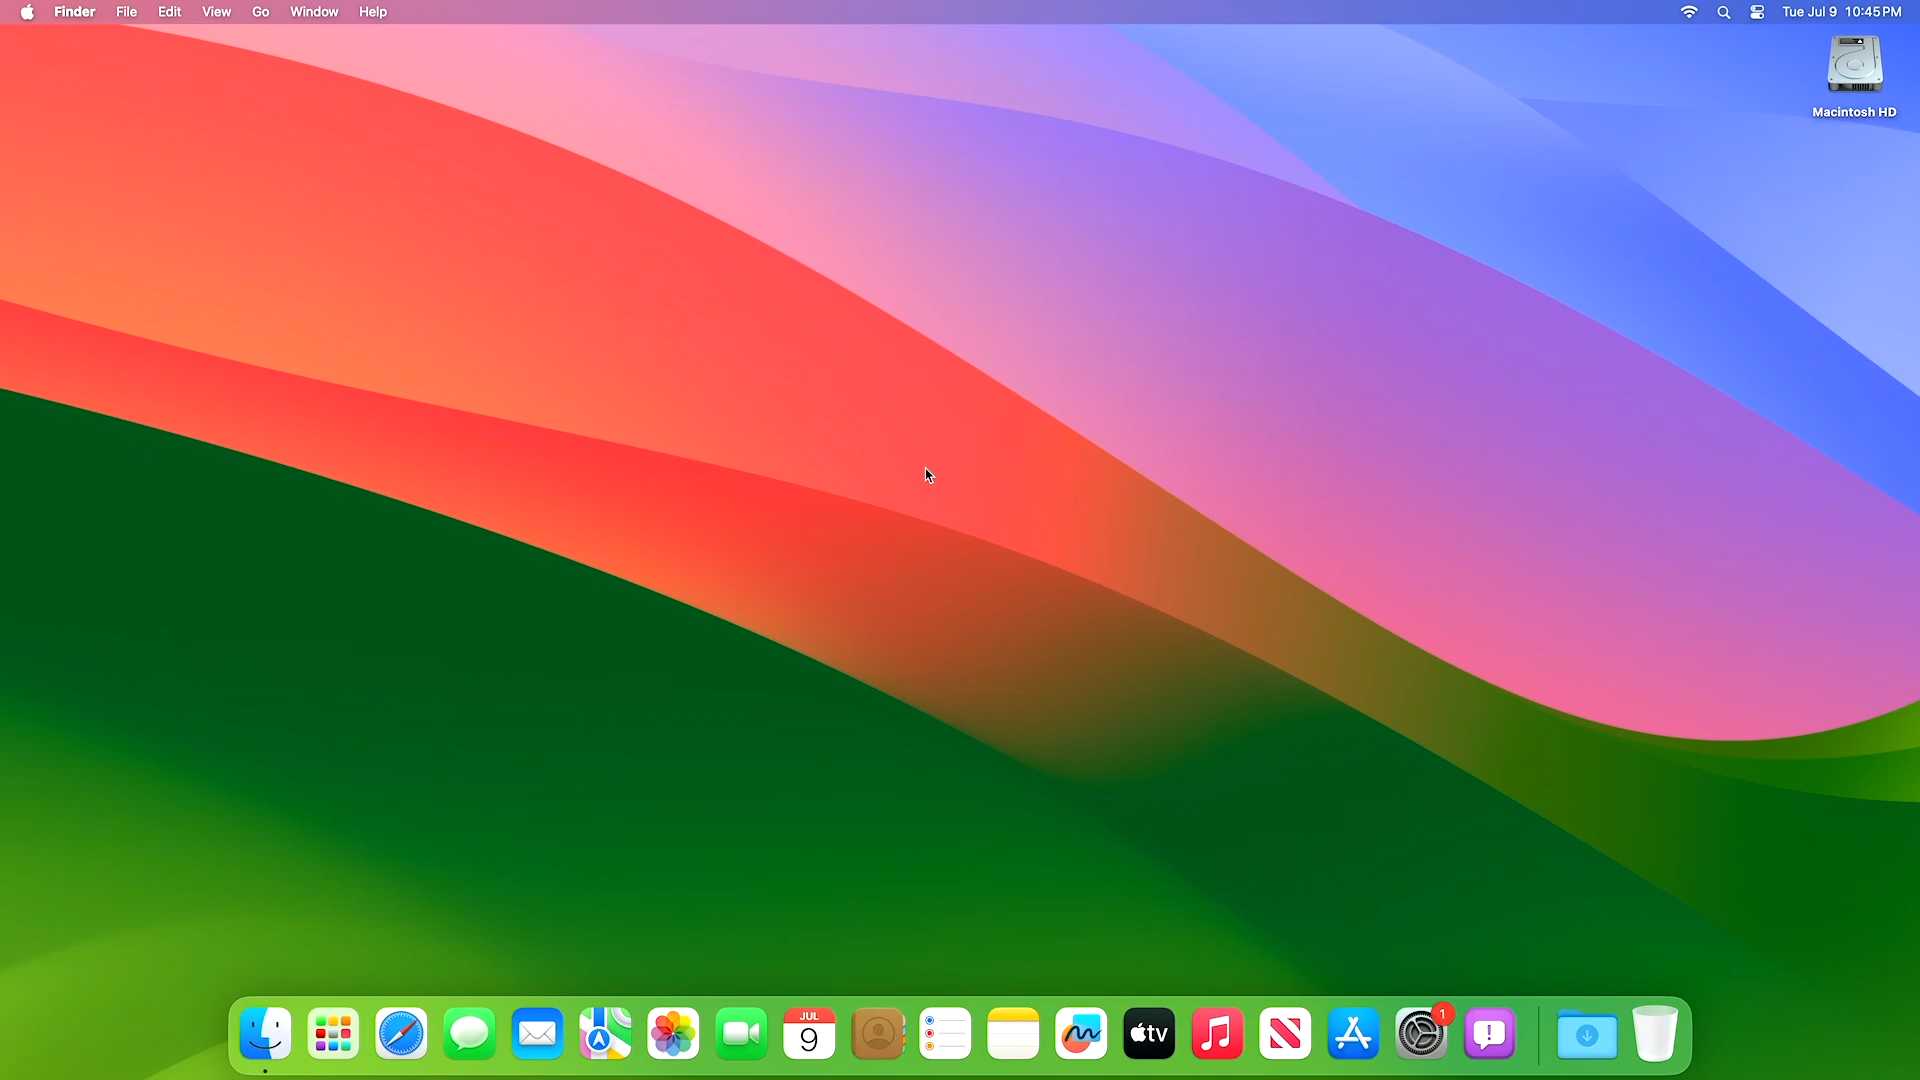 Finder File Edit View Go Window Help Tue Jul 9 10:45 PM
Macintosh HD
JUL
9
tv
1